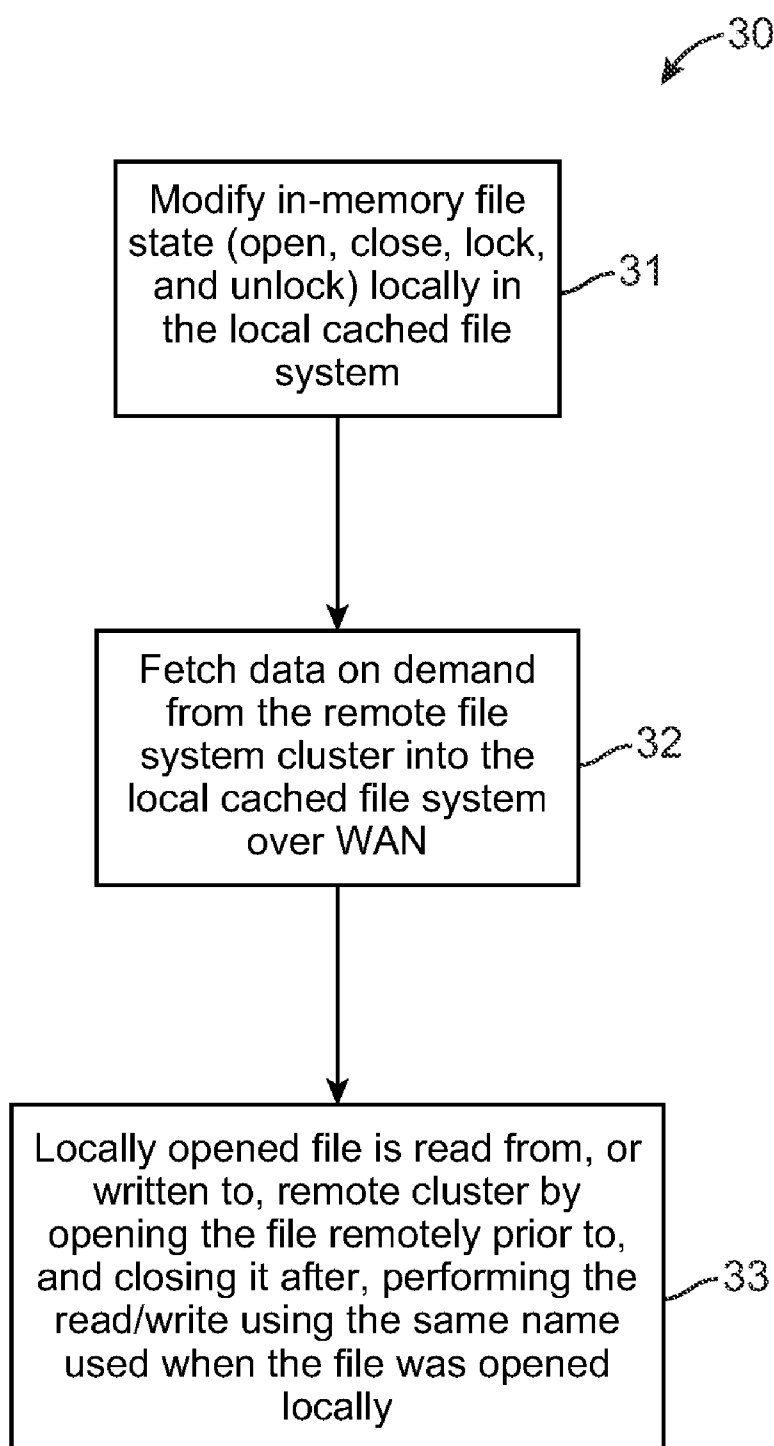 30
Modify in-memory file
state (open, close, lock,
and unlock) locally in
the local cached file
system
31
Fetch data on demand
from the remote file
system cluster into the
local cached file system
over WAN
32
Locally opened file is read from, or
written to, remote cluster by
opening the file remotely prior to,
and closing it after, performing the
read/write using the same name
used when the file was opened
locally
33